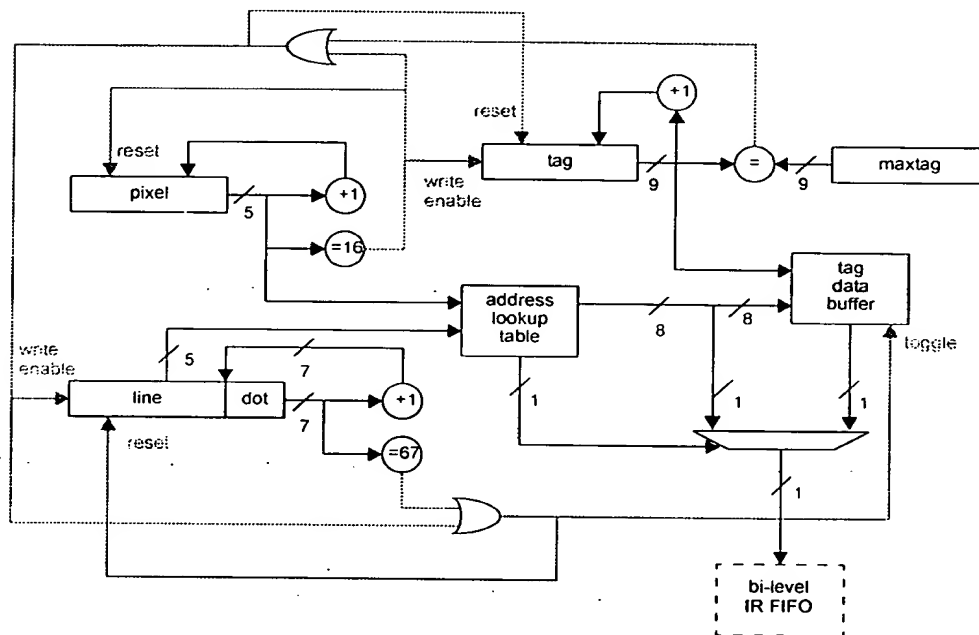 reset
+1
reset
tag
9
=
9
maxtag
write
enable
pixel
5
+1
=16
address
lookup
table
8
8
tag
data
buffer
toggle
write
enable
5
7
line
dot
7
+1
1
1
1
reset
=67
1
bi-level
IR FIFO